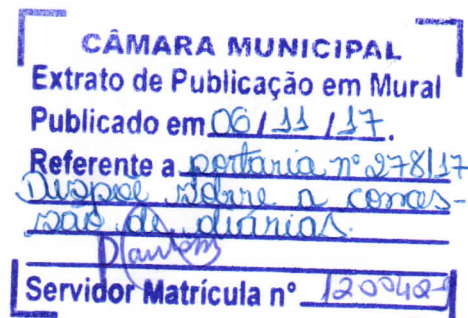 CÂMARA MUNICIPAL
Extrato de Publicação em Mural
Publicado em 06/11/17.
Referente a portaria nº 278/17
Dispõe sobre a conces-
são de diárias.
Servidor Matrícula nº 120042